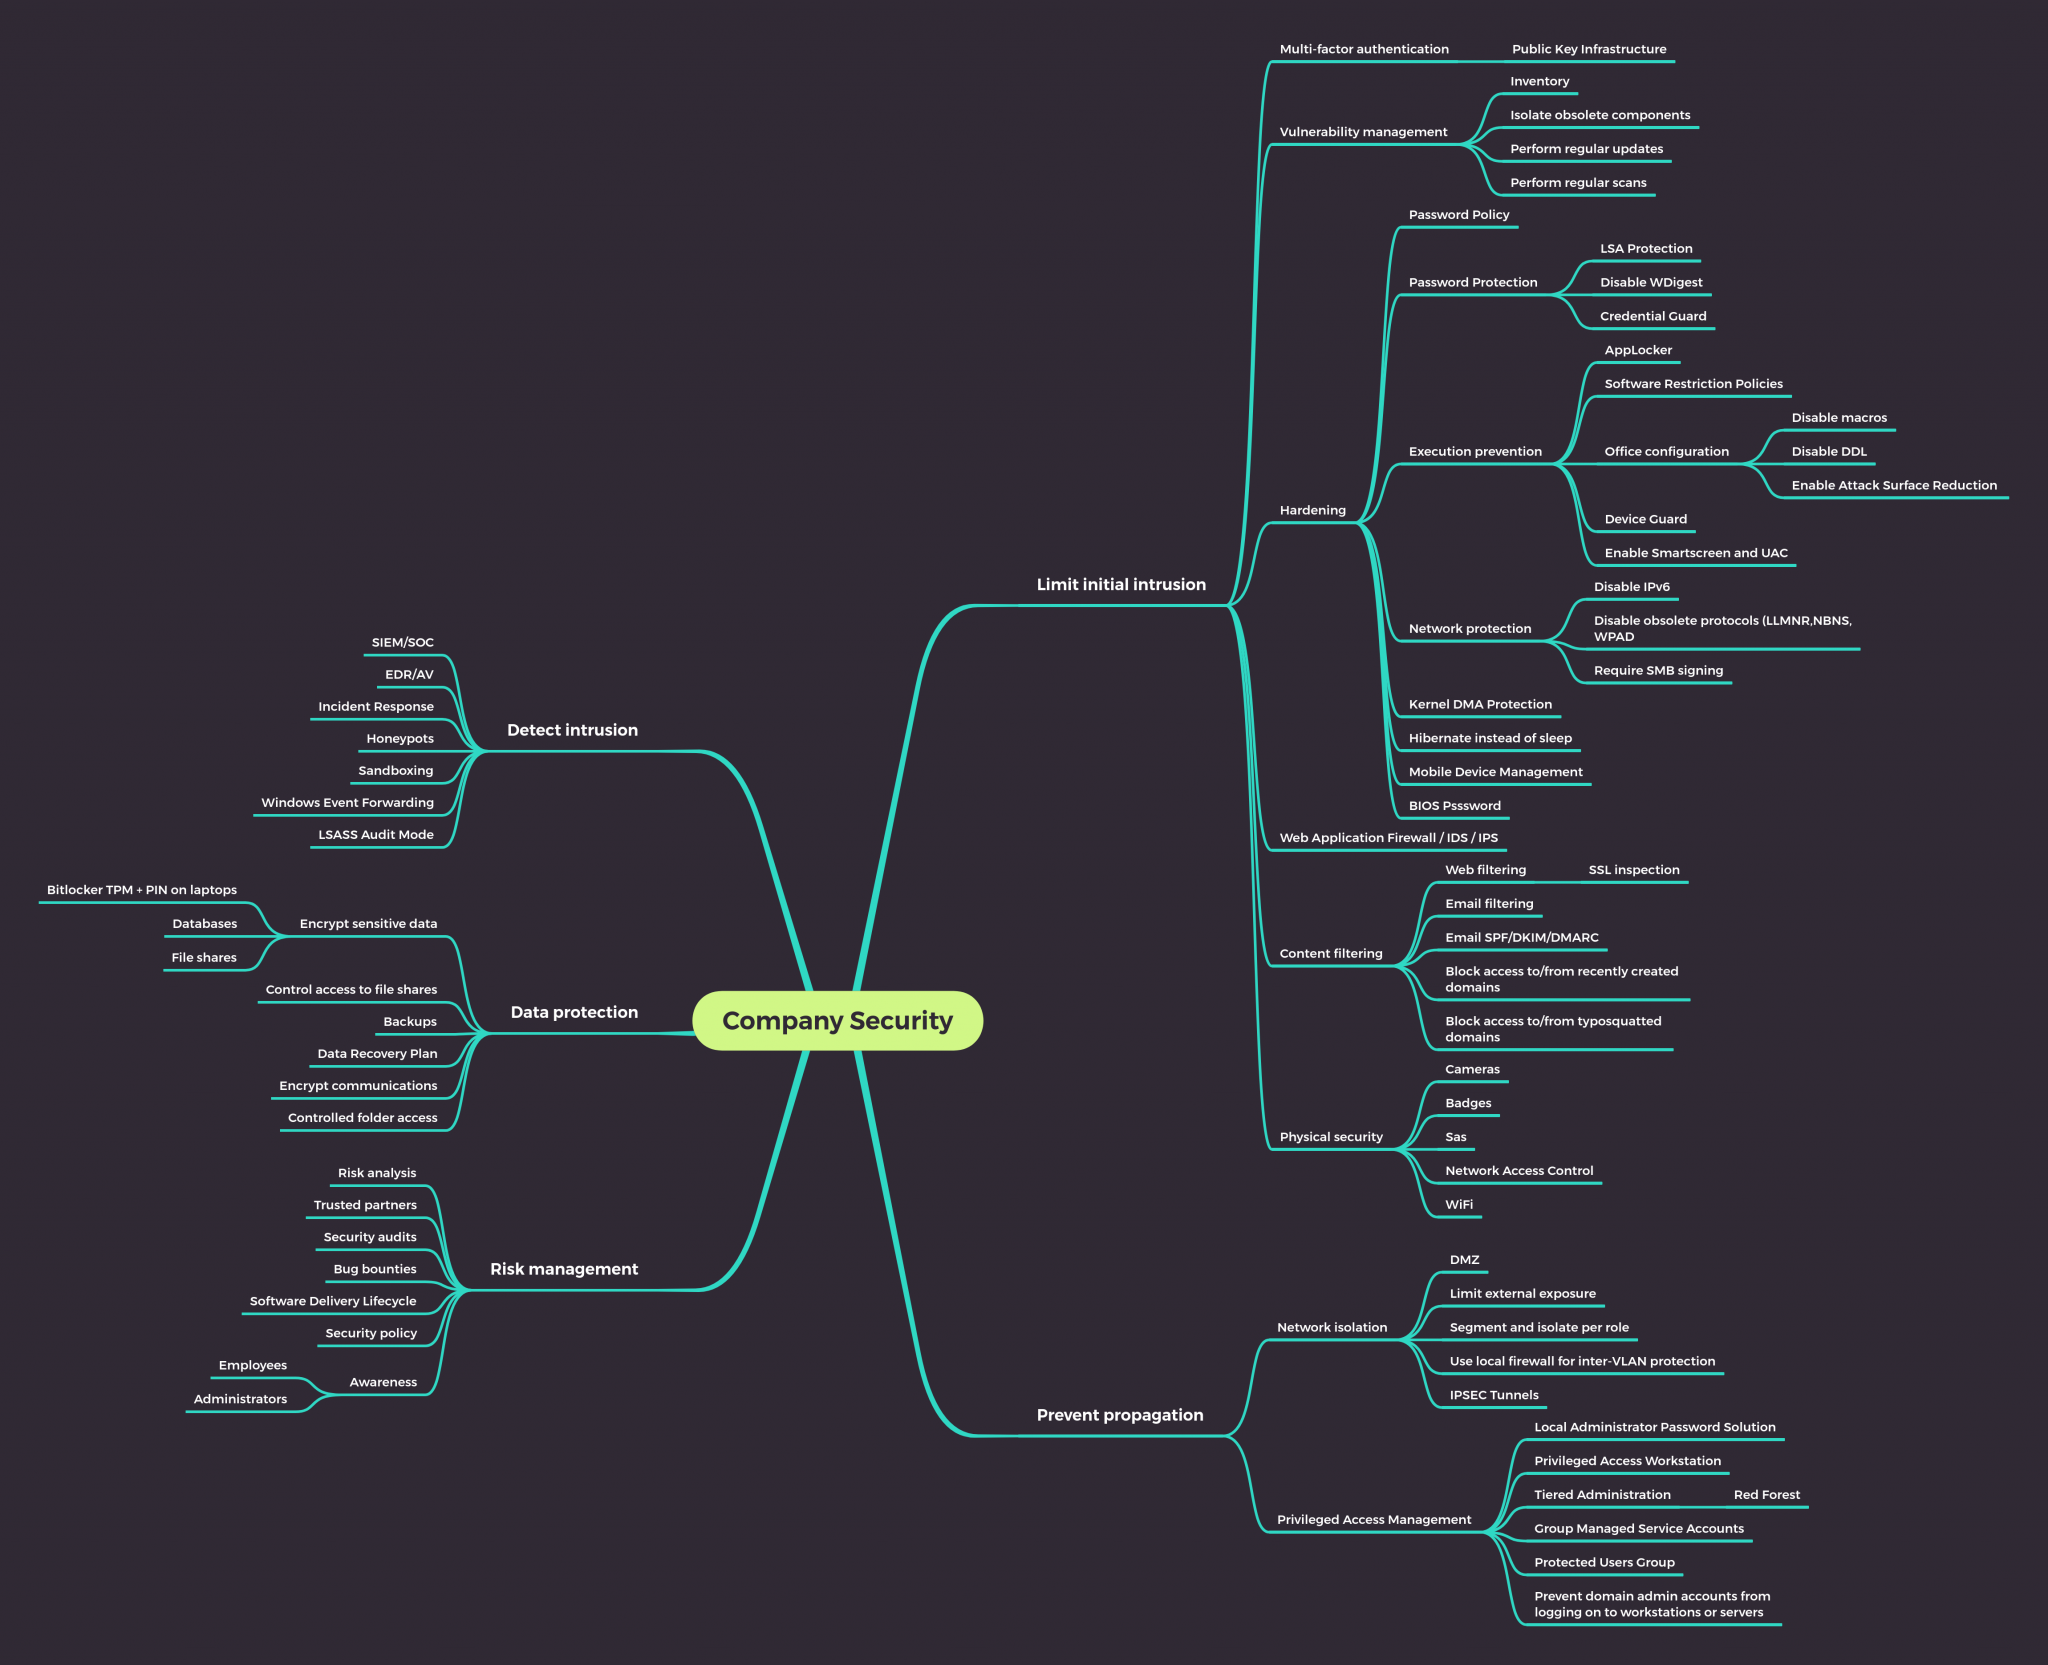 Company Security
Limit initial intrusion
Multi-factor authentication
Public Key Infrastructure
Vulnerability management
Inventory
Isolate obsolete components
Perform regular updates
Perform regular scans
Hardening
Password Policy
Password Protection
LSA Protection
Disable WDigest
Credential Guard
Execution prevention
AppLocker
Software Restriction Policies
Office configuration
Disable macros
Disable DDL
Enable Attack Surface Reduction
Device Guard
Enable Smartscreen and UAC
Network protection
Disable IPv6
Disable obsolete protocols (LLMNR,NBNS,
WPAD
Require SMB signing
Kernel DMA Protection
Hibernate instead of sleep
Mobile Device Management
BIOS Psssword
Web Application Firewall / IDS / IPS
Content filtering
Web filtering
SSL inspection
Email filtering
Email SPF/DKIM/DMARC
Block access to/from recently created
domains
Block access to/from typosquatted
domains
Physical security
Cameras
Badges
Sas
Network Access Control
WiFi
Prevent propagation
Network isolation
DMZ
Limit external exposure
Segment and isolate per role
Use local firewall for inter-VLAN protection
IPSEC Tunnels
Privileged Access Management
Local Administrator Password Solution
Privileged Access Workstation
Tiered Administration
Red Forest
Group Managed Service Accounts
Protected Users Group
Prevent domain admin accounts from
logging on to workstations or servers
Detect intrusion
SIEM/SOC
EDR/AV
Incident Response
Honeypots
Sandboxing
Windows Event Forwarding
LSASS Audit Mode
Data protection
Encrypt sensitive data
Bitlocker TPM + PIN on laptops
Databases
File shares
Control access to file shares
Backups
Data Recovery Plan
Encrypt communications
Controlled folder access
Risk management
Risk analysis
Trusted partners
Security audits
Bug bounties
Software Delivery Lifecycle
Security policy
Awareness
Employees
Administrators